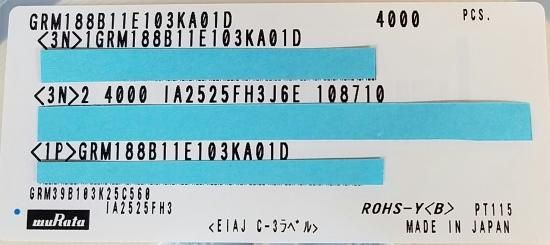 GRM188B11E103KA01D 4000 PCS.
<3N>1GRM188B11E103KA01D
<3N>2 4000 IA2525FH3J6E 108710
<1P>GRM188B11E103KA01D
GRM39B103K25C560
IA2525FH3
ROHS-Y<B> PT115
muRata <EIAJ C-3ラベル> MADE IN JAPAN